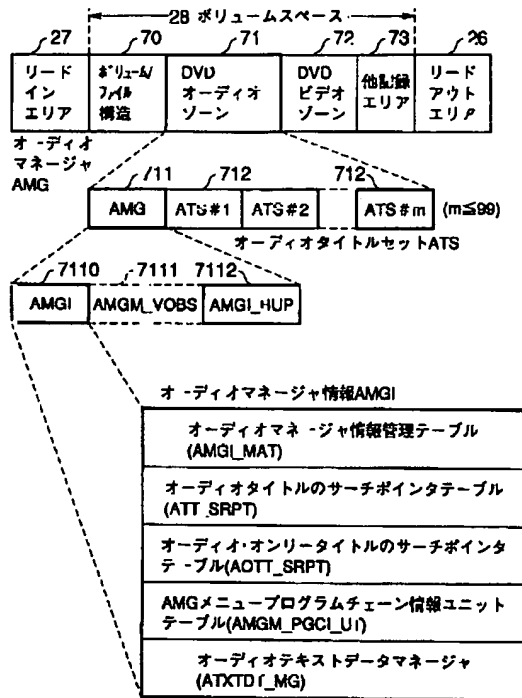 28 ボリュームスペース
27 70 71 72 73 26
リード
イン
エリア
ボリューム/
ファイル
構造
DVD
オーディオ
ゾーン
DVD
ビデオ
ゾーン
他記録
エリア
リード
アウト
エリア
オーディオ
マネージャ
AMG
711 712 712
AMG ATS#1 ATS#2 ATS#m (m≦99)
オーディオタイトルセットATS
7110 7111 7112
AMGI AMGM_VOBS AMGI_HUP
オーディオマネージャ情報AMGI
オーディオマネージャ情報管理テーブル
(AMGI_MAT)
オーディオタイトルのサーチポインタテーブル
(ATT_SRPT)
オーディオ・オンリータイトルのサーチポインタ
テーブル(AOTT_SRPT)
AMGメニュープログラムチェーン情報ユニット
テーブル(AMGM_PGCI_UT)
オーディオテキストデータマネージャ
(ATXTDT_MG)